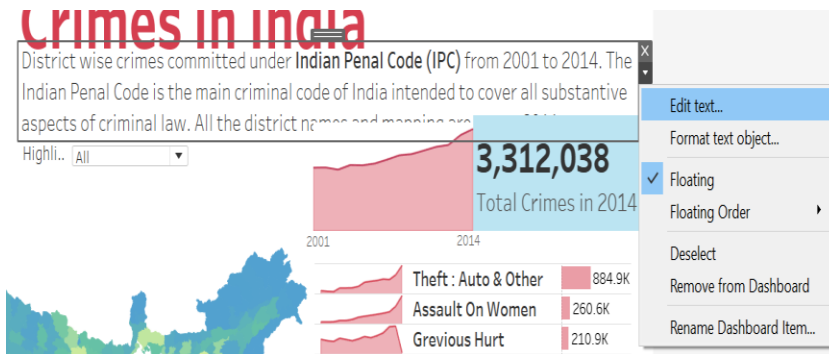 Crimes in India
District wise crimes committed under Indian Penal Code (IPC) from 2001 to 2014. The
Indian Penal Code is the main criminal code of India intended to cover all substantive
aspects of criminal law. All the district names and mapping are
Highli.. All
3,312,038
Total Crimes in 2014
2001 2014
Theft : Auto & Other 884.9K
Assault On Women 260.6K
Grevious Hurt 210.9K
X
Edit text...
Format text object...
Floating
Floating Order
Deselect
Remove from Dashboard
Rename Dashboard Item...